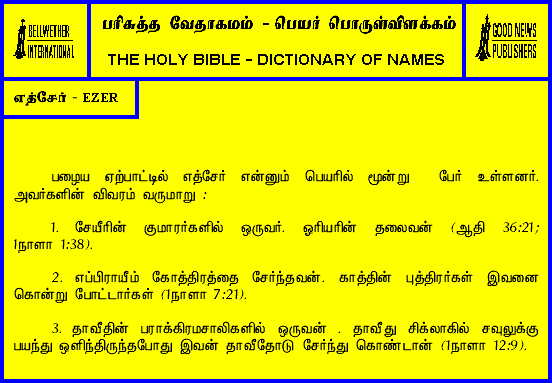 BELLWETHER
INTERNATIONAL
பரிசுத்த வேதாகமம் - பெயர் பொருள்விளக்கம்
THE HOLY BIBLE - DICTIONARY OF NAMES
GOOD NEWS
PUBLISHERS
எத்சேர் - EZER
பழைய ஏற்பாட்டில் எத்சேர் என்னும் பெயரில் மூன்று பேர் உள்ளனர்.
அவர்களின் விவரம் வருமாறு :
1. சேயீரின் குமாரர்களில் ஒருவர். ஓரியரின் தலைவன் (ஆதி 36:21;
1நாளா 1:38).
2. எப்பிராயீம் கோத்திரத்தை சேர்ந்தவன். காத்தின் புத்திரர்கள் இவனை
கொன்று போட்டார்கள் (1நாளா 7:21).
3. தாவீதின் பராக்கிரமசாலிகளில் ஒருவன் . தாவீது சிக்லாகில் சவுலுக்கு
பயந்து ஒளிந்திருந்தபோது இவன் தாவீதோடு சேர்ந்து கொண்டான் (1நாளா 12:9).